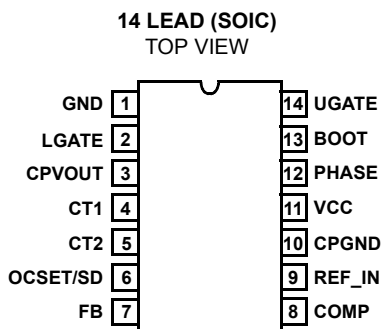 14 LEAD (SOIC)
TOP VIEW
GND 1 14 UGATE
LGATE 2 13 BOOT
CPVOUT 3 12 PHASE
CT1 4 11 VCC
CT2 5 10 CPGND
OCSET/SD 6 9 REF_IN
FB 7 8 COMP